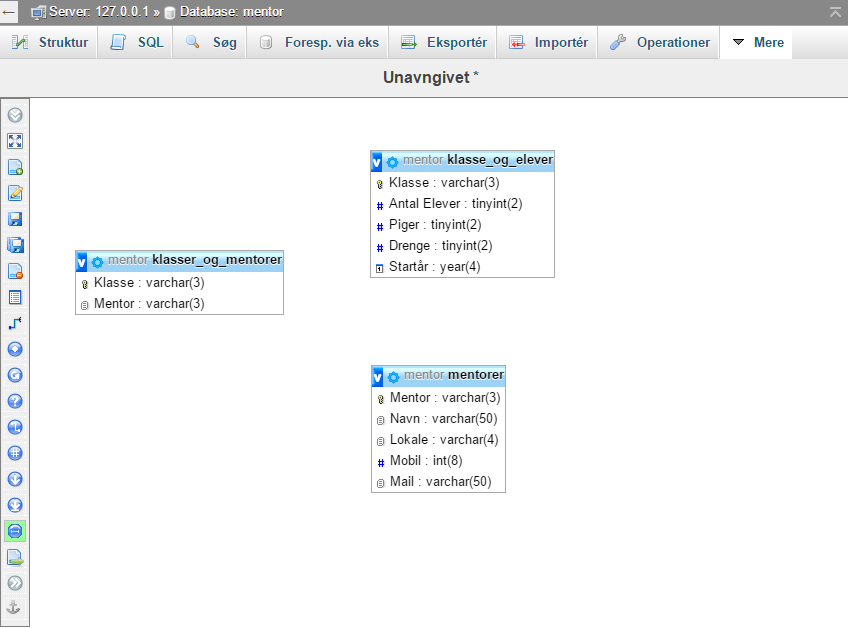 Server: 127.0.0.1 » Database: mentor
Struktur SQL Søg Foresp. via eks Eksportér Importér Operationer Mere
Unavngivet *
v mentor klasse_og_elever
Klasse : varchar(3)
# Antal Elever : tinyint(2)
# Piger : tinyint(2)
# Drenge : tinyint(2)
Startår : year(4)
v mentor klasser_og_mentorer
Klasse : varchar(3)
Mentor : varchar(3)
v mentor mentorer
Mentor : varchar(3)
Navn : varchar(50)
Lokale : varchar(4)
# Mobil : int(8)
Mail : varchar(50)